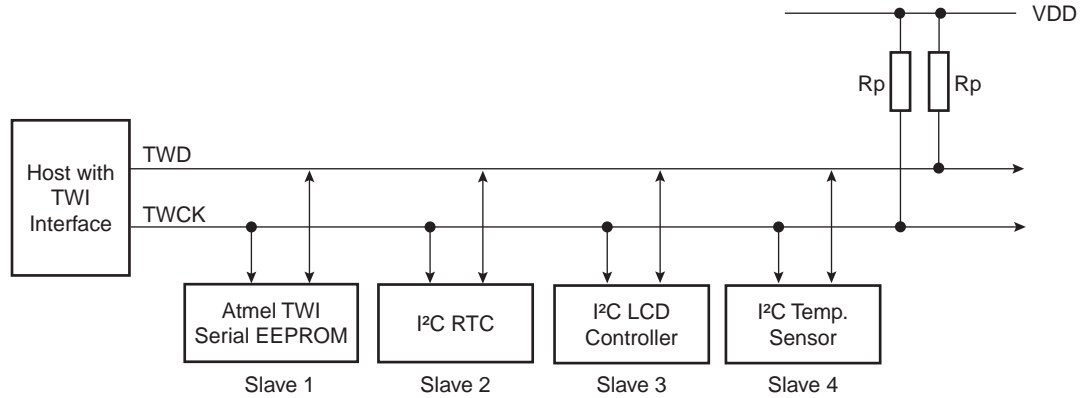 VDD
Rp Rp
Host with
TWI
Interface
TWD
TWCK
Atmel TWI
Serial EEPROM
Slave 1
I²C RTC
Slave 2
I²C LCD
Controller
Slave 3
I²C Temp.
Sensor
Slave 4